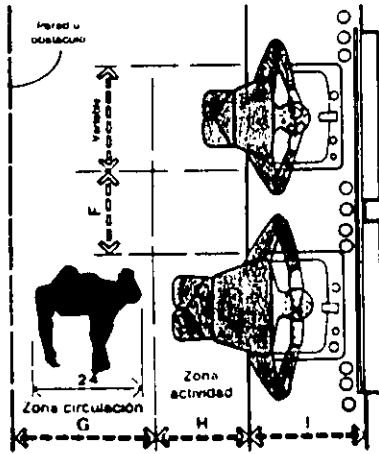 Pared u
obstáculo
Variable
F
24
Zona circulación
Zona
actividad
G
H
I